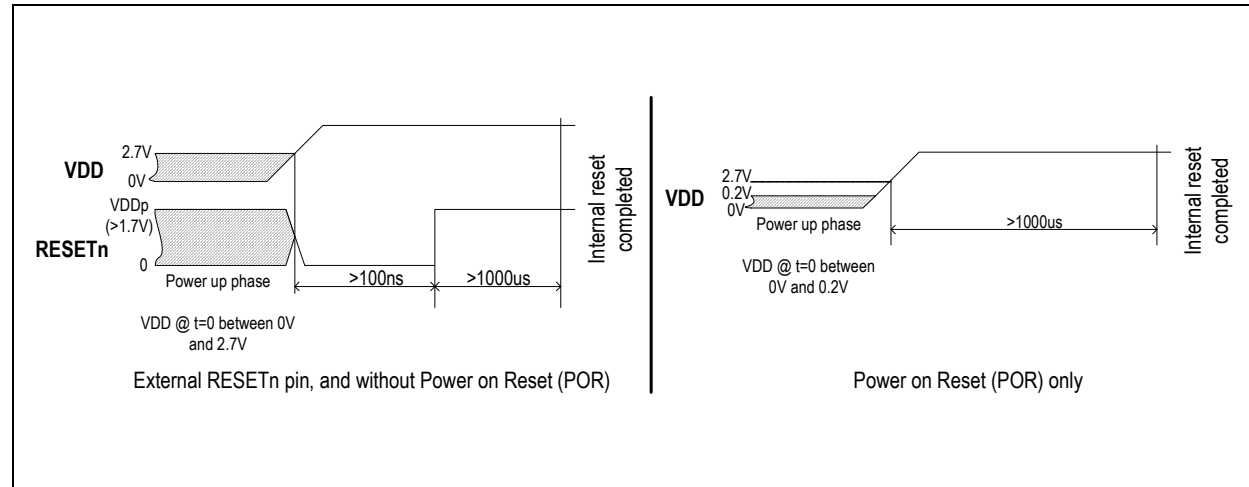 VDD
2.7V
0V
VDDp
(>1.7V)
RESETn
0
Power up phase
>100ns
>1000us
Internal reset
completed
VDD @ t=0 between 0V
and 2.7V
External RESETn pin, and without Power on Reset (POR)
VDD
2.7V
0.2V
0V
Power up phase
>1000us
Internal reset
completed
VDD @ t=0 between
0V and 0.2V
Power on Reset (POR) only